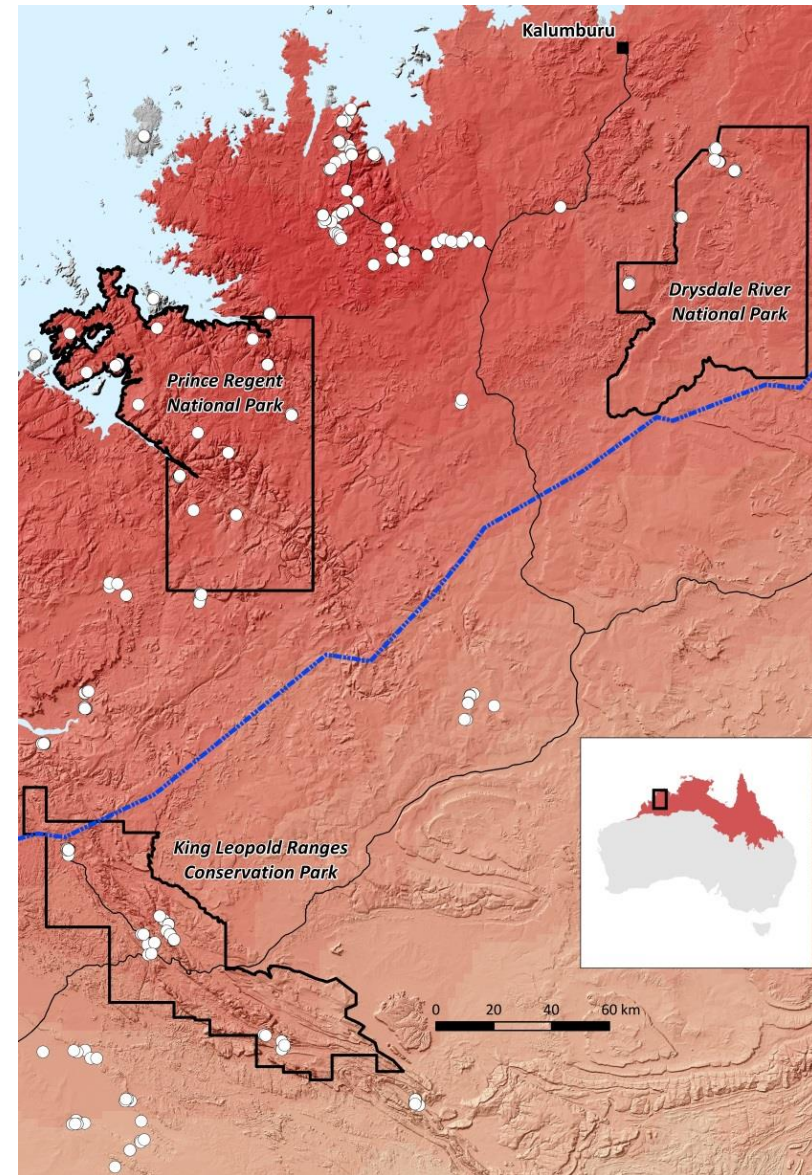 Kalumburu
Drysdale River
National Park
Prince Regent
National Park
King Leopold Ranges
Conservation Park
0 20 40 60 km